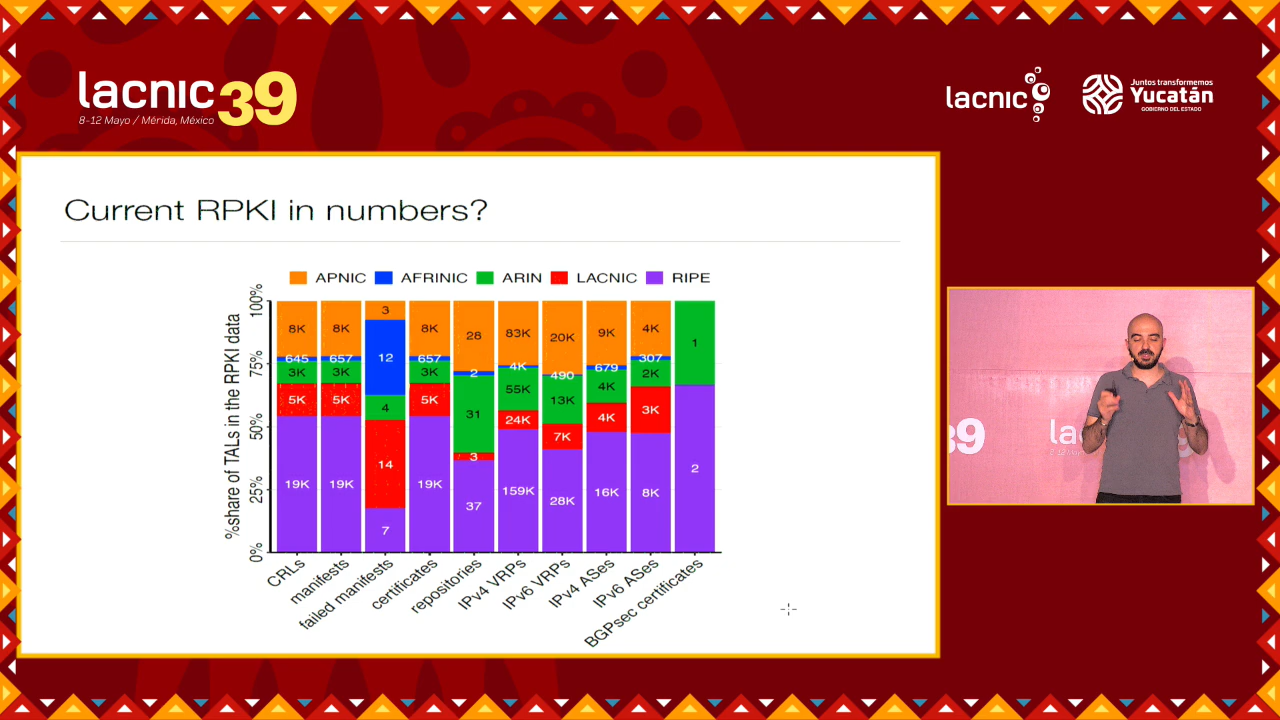 lacnic 39
8-12 Mayo / Mérida, México
lacnic
Juntos transformemos
Yucatán
GOBIERNO DEL ESTADO
Current RPKI in numbers?
APNIC AFRINIC ARIN LACNIC RIPE
%share of TALs in the RPKI data
100%
75%
50%
25%
0%
8K 8K 3 8K 28 83K 20K 9K 4K 1
645 657 12 657 2 4K 490 679 307
3K 3K 4 3K 31 55K 13K 4K 2K
5K 5K 14 5K 3 24K 7K 4K 3K
19K 19K 7 19K 37 159K 28K 16K 8K 2
CRLs
manifests
failed manifests
certificates
repositories
IPv4 VRPs
IPv6 VRPs
IPv4 ASes
IPv6 ASes
BGPsec certificates
39
la